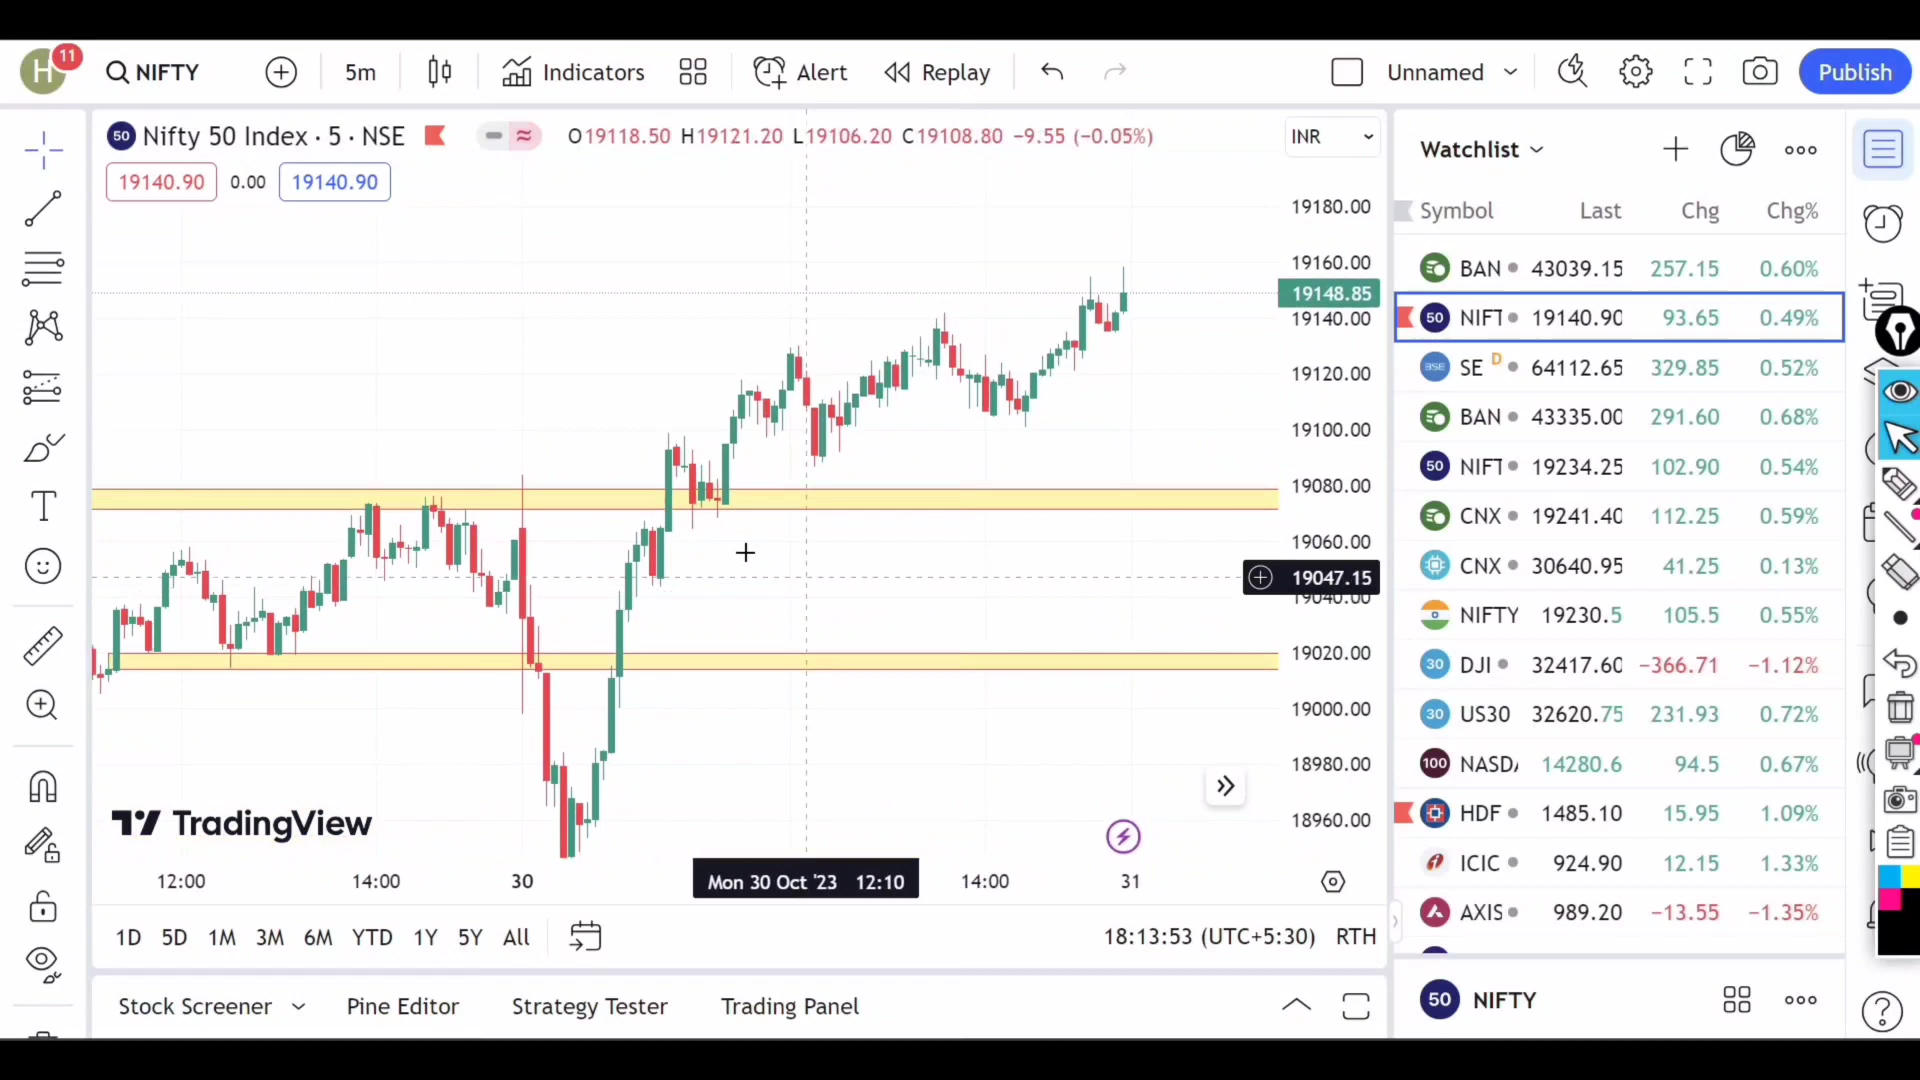 H 11 NIFTY 5m Indicators Alert Replay Unnamed Publish
50 Nifty 50 Index · 5 · NSE O19118.50 H19121.20 L19106.20 C19108.80 −9.55 (−0.05%) INR
19140.90 0.00 19140.90
19180.00
19160.00
19148.85
19140.00
19120.00
19100.00
19080.00
19060.00
19047.15
19040.00
19020.00
19000.00
18980.00
18960.00
TradingView
12:00 14:00 30 Mon 30 Oct '23 12:10 14:00 31
1D 5D 1M 3M 6M YTD 1Y 5Y All 18:13:53 (UTC+5:30) RTH
Stock Screener Pine Editor Strategy Tester Trading Panel
Watchlist
Symbol Last Chg Chg%
BAN 43039.15 257.15 0.60%
50 NIFT 19140.90 93.65 0.49%
BSE SE D 64112.65 329.85 0.52%
BAN 43335.00 291.60 0.68%
50 NIFT 19234.25 102.90 0.54%
CNX 19241.40 112.25 0.59%
CNX 30640.95 41.25 0.13%
NIFTY 19230.5 105.5 0.55%
30 DJI 32417.60 −366.71 −1.12%
30 US30 32620.75 231.93 0.72%
100 NASD 14280.6 94.5 0.67%
HDF 1485.10 15.95 1.09%
ICIC 924.90 12.15 1.33%
AXIS 989.20 −13.55 −1.35%
50 NIFTY